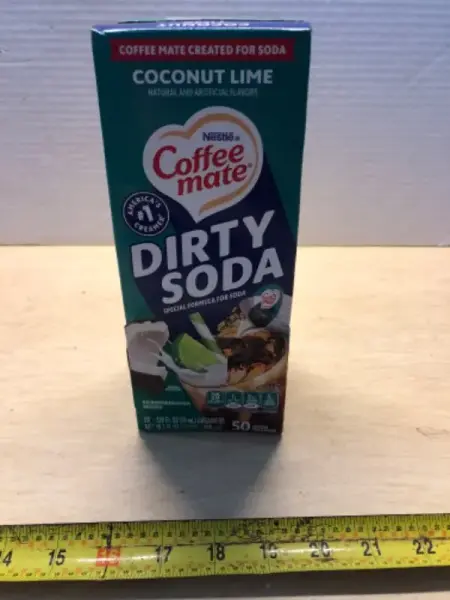 COCONUT
COFFEE MATE CREATED FOR SODA
COCONUT LIME
NATURAL AND ARTIFICIAL FLAVORS
Nestlé
Coffee
mate
AMERICA'S
#1
CREAMER
DIRTY
SODA
SPECIAL FORMULA FOR SODA
50
14 15 17 18 19 20 21 22